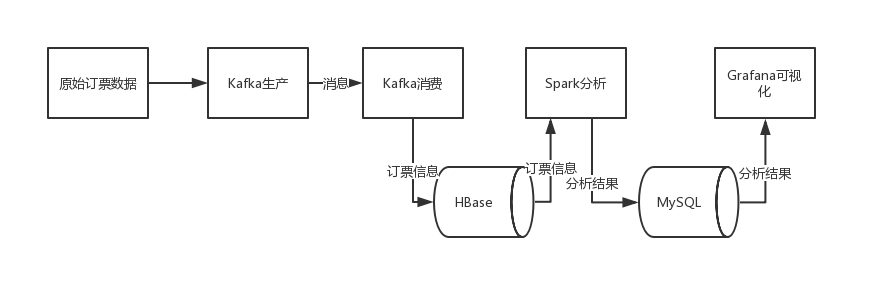 原始订票数据
Kafka生产
消息
Kafka消费
订票信息
HBase
订票信息
Spark分析
分析结果
MySQL
分析结果
Grafana可视
化